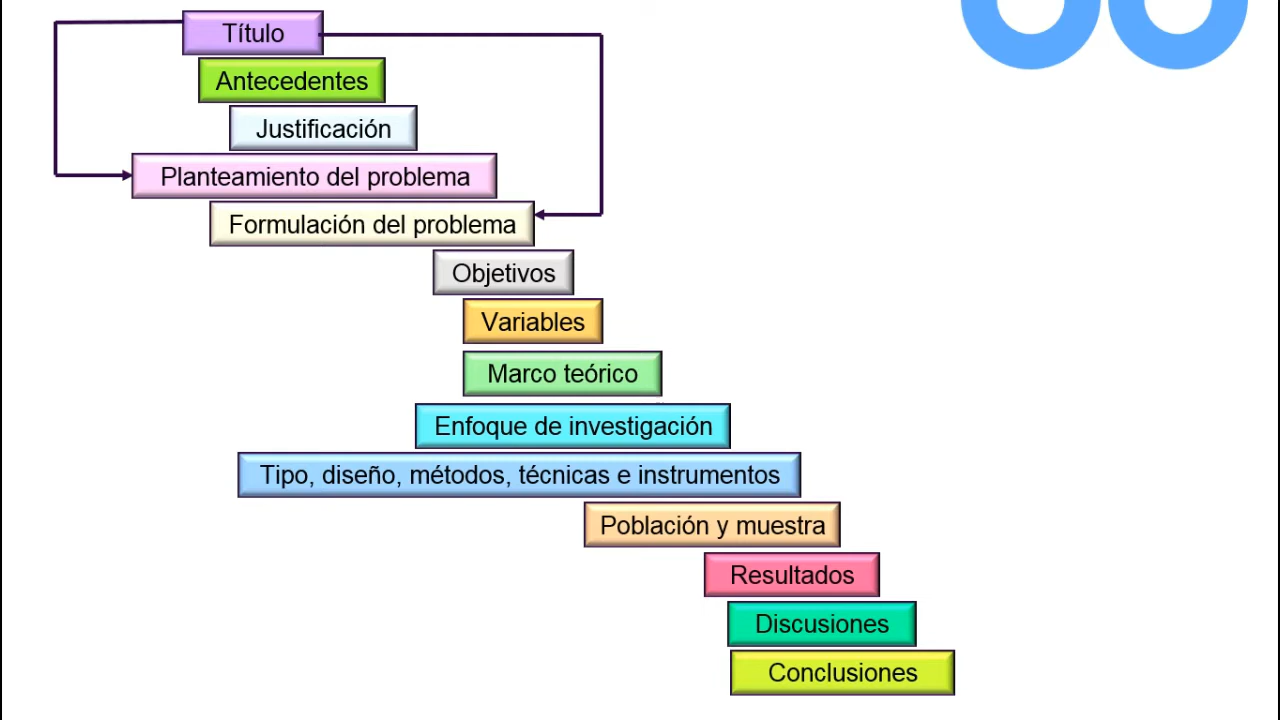 Título
Antecedentes
Justificación
Planteamiento del problema
Formulación del problema
Objetivos
Variables
Marco teórico
Enfoque de investigación
Tipo, diseño, métodos, técnicas e instrumentos
Población y muestra
Resultados
Discusiones
Conclusiones